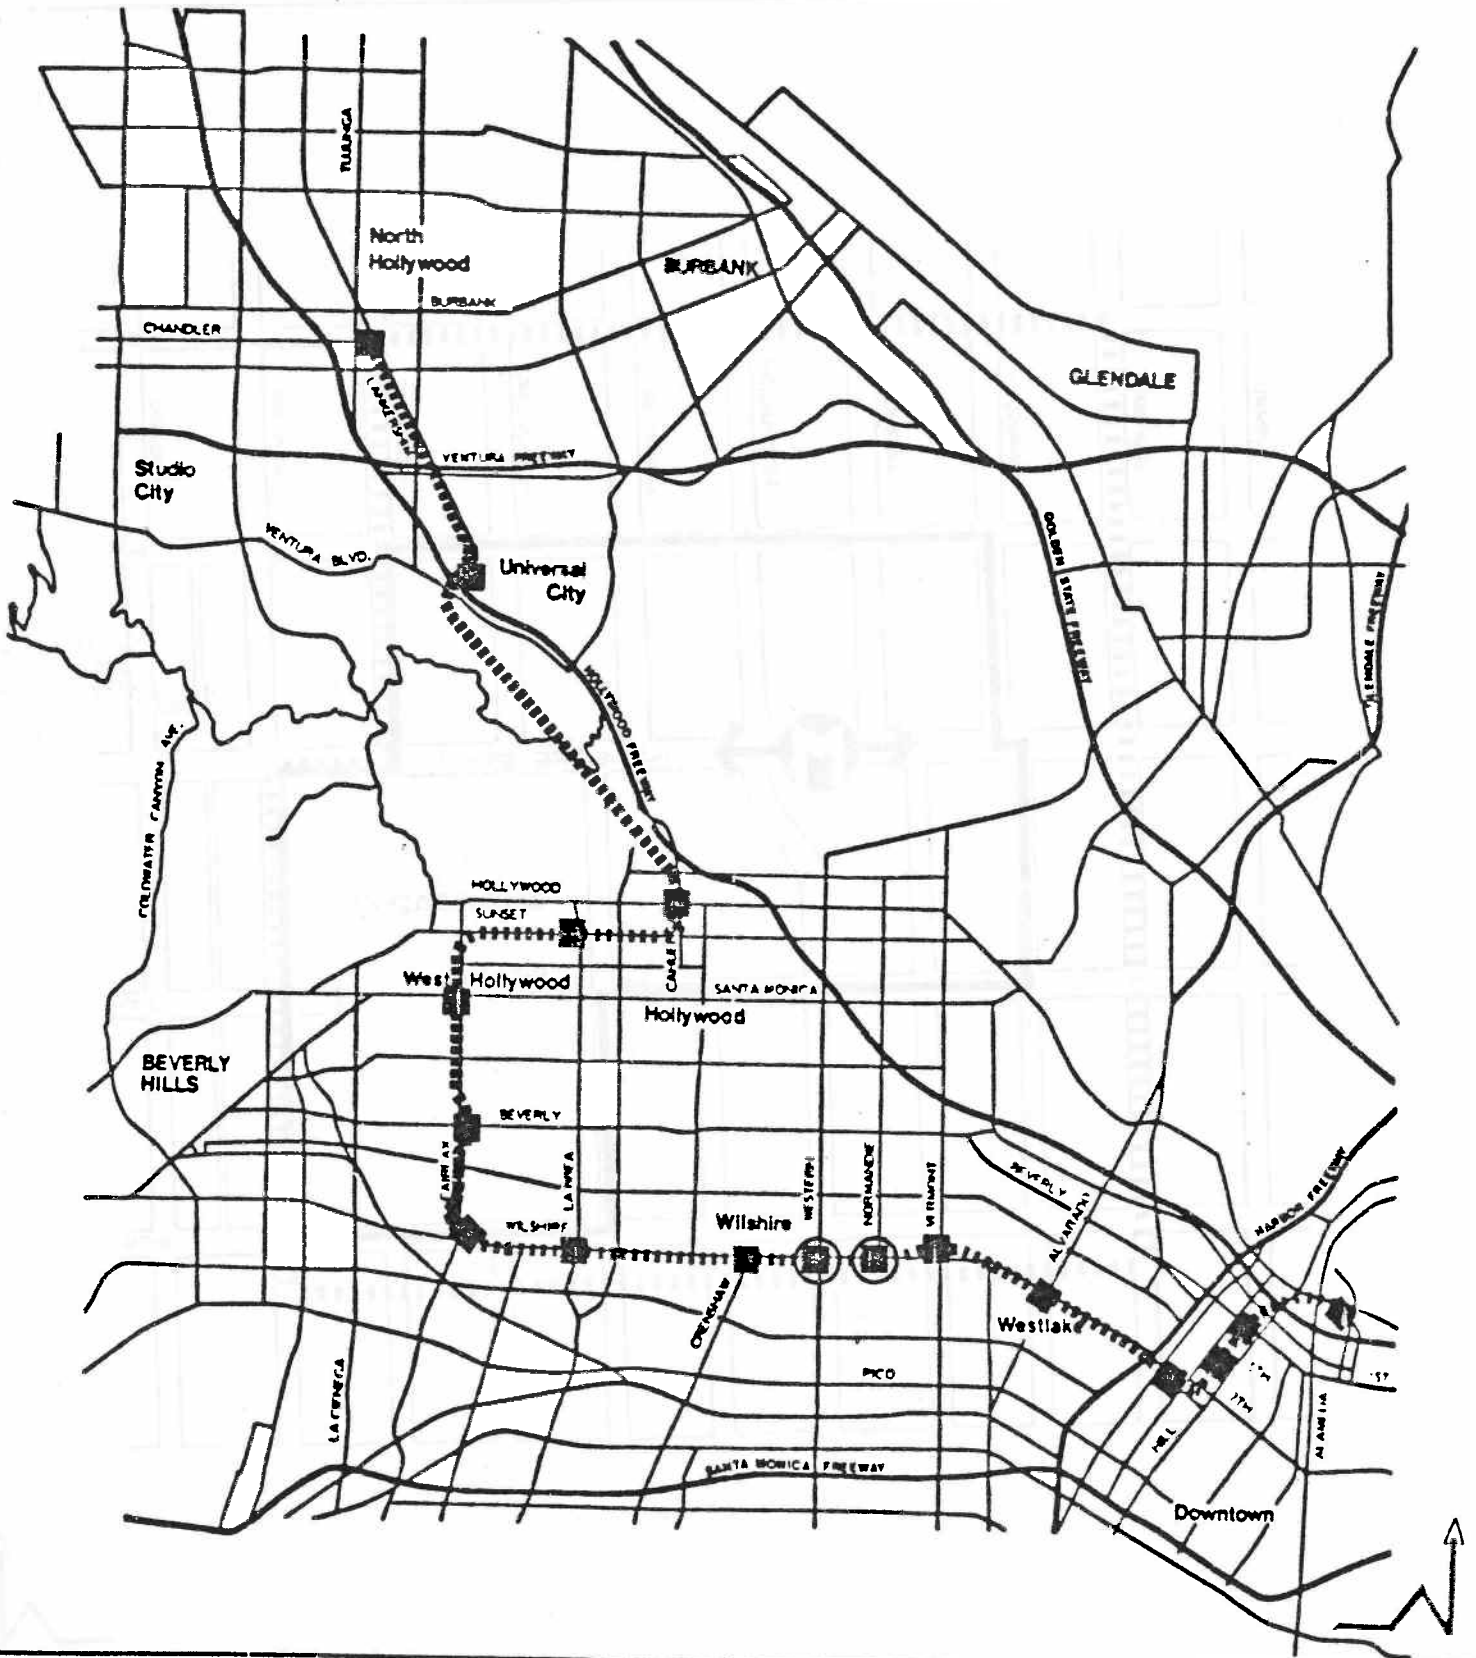 TUJUNGA
North
Hollywood
BURBANK
BURBANK
CHANDLER
GLENDALE
LANKERSHIM
VENTURA FREEWAY
Studio
City
VENTURA BLVD.
Universal
City
GOLDEN STATE FREEWAY
GLENDALE FREEWAY
HOLLYWOOD FREEWAY
COLDWATER CANYON AVE.
HOLLYWOOD
SUNSET
West Hollywood
SANTA MONICA
Hollywood
BEVERLY
HILLS
BEVERLY
FAIRFAX
LA BREA
WESTERN
NORMANDIE
VERMONT
BEVERLY
ALVARADO
HARBOR FREEWAY
WILSHIRE
Wilshire
CRENSHAW
Westlake
LA CIENEGA
PICO
1ST
5TH
7TH
HILL
ALAMEDA
SANTA MONICA FREEWAY
Downtown